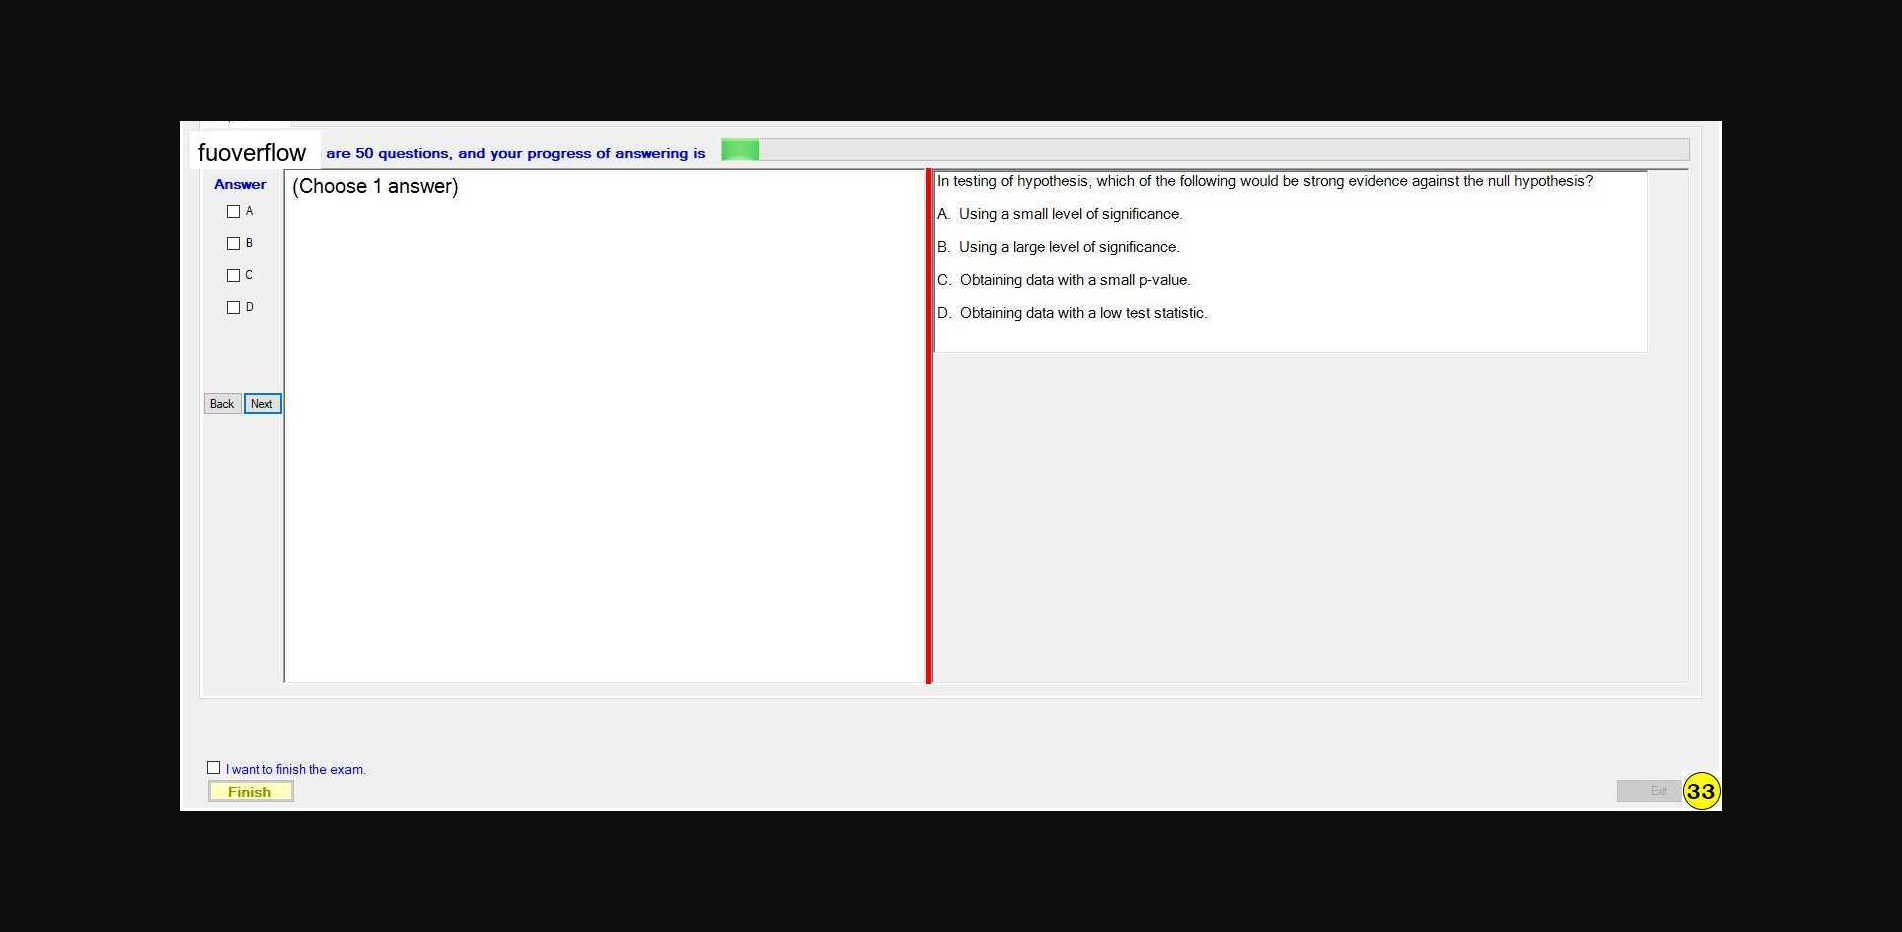 fuoverflow are 50 questions, and your progress of answering is
Answer
A
B
C
D
Back Next
(Choose 1 answer)
In testing of hypothesis, which of the following would be strong evidence against the null hypothesis?
A. Using a small level of significance.
B. Using a large level of significance.
C. Obtaining data with a small p-value.
D. Obtaining data with a low test statistic.
I want to finish the exam.
Finish
Exit 33